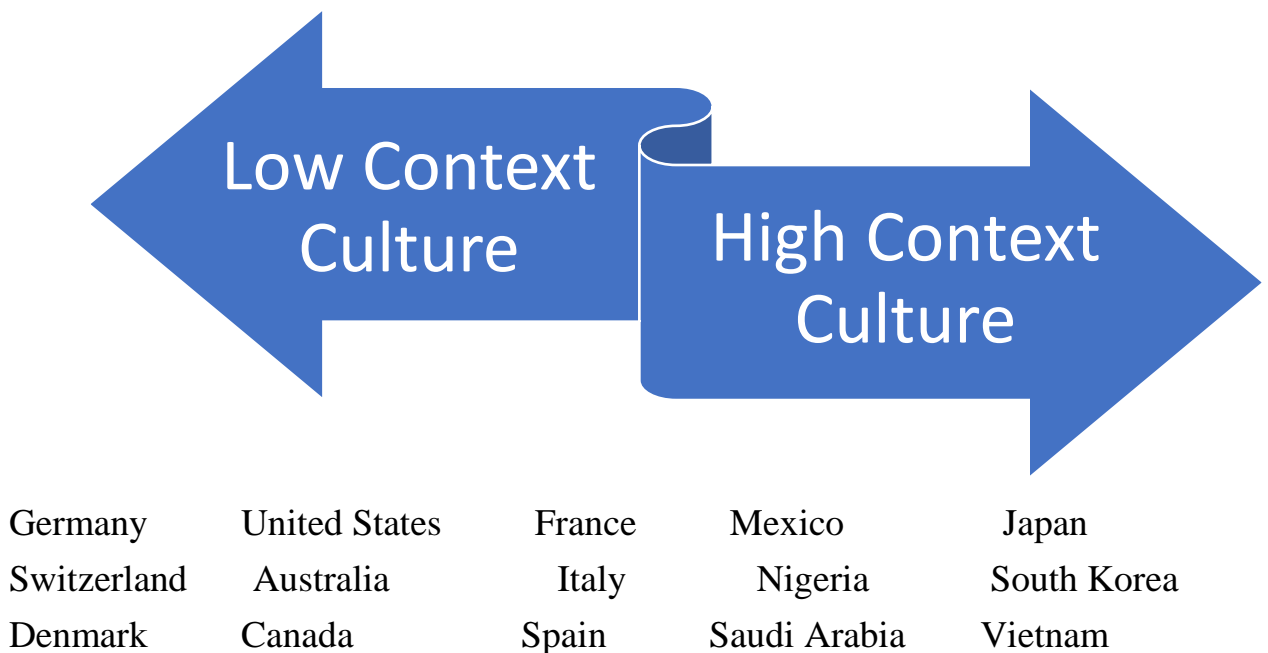 Low Context
Culture
High Context
Culture
Germany United States France Mexico Japan
Switzerland Australia Italy Nigeria South Korea
Denmark Canada Spain Saudi Arabia Vietnam